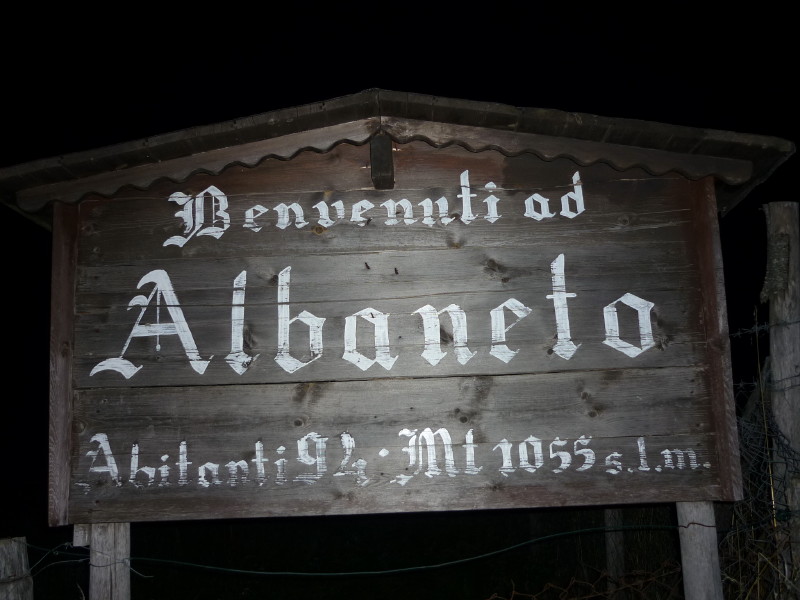 Benvenuti ad
Albaneto
Abitanti 94 · Mt 1055 s.l.m.